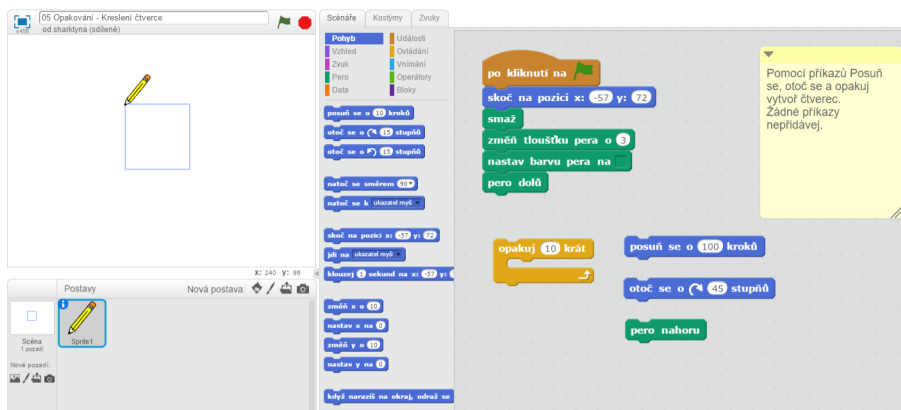 05 Opakování - Kreslení čtverce
od sharktyna (sdílené)
v456
X: 240 y: 86
Postavy
Nová postava:
Scéna
1 pozadí
Sprite1
Nové pozadí:
Scénáře
Kostýmy
Zvuky
Pohyb
Události
Vzhled
Ovládání
Zvuk
Vnímání
Pero
Operátory
Data
Bloky
posuň se o 10 kroků
otoč se o 15 stupňů
otoč se o 15 stupňů
natoč se směrem 90
natoč se k ukazatel myš
skoč na pozici x: -57 y: 72
jdi na ukazatel myš
klouzej 1 sekund na x: -57 y:
změň x o 10
nastav x na 0
změň y o 10
nastav y na 0
když narazíš na okraj, odraž se
po kliknutí na
skoč na pozici x: -57 y: 72
smaž
změň tloušťku pera o 3
nastav barvu pera na
pero dolů
opakuj 10 krát
posuň se o 100 kroků
otoč se o 45 stupňů
pero nahoru
Pomocí příkazů Posuň
se, otoč se a opakuj
vytvoř čtverec.
Žádné příkazy
nepřidávej.